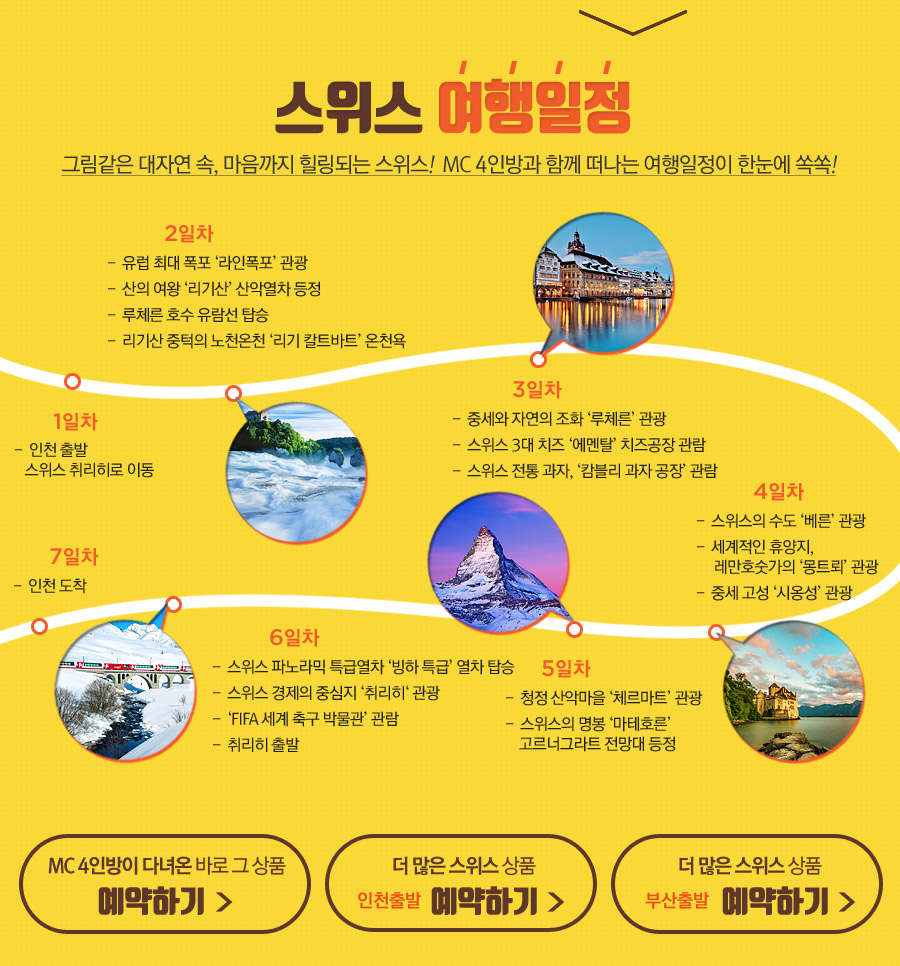 스위스 여행일정
그림같은 대자연 속, 마음까지 힐링되는 스위스! MC 4인방과 함께 떠나는 여행일정이 한눈에 쏙쏙!
1일차
- 인천 출발
스위스 취리히로 이동
2일차
- 유럽 최대 폭포 ‘라인폭포’ 관광
- 산의 여왕 ‘리기산’ 산악열차 등정
- 루체른 호수 유람선 탑승
- 리기산 중턱의 노천온천 ‘리기 칼트바트’ 온천욕
3일차
- 중세와 자연의 조화 ‘루체른’ 관광
- 스위스 3대 치즈 ‘에멘탈’ 치즈공장 관람
- 스위스 전통 과자, ‘캄블리 과자 공장’ 관람
4일차
- 스위스의 수도 ‘베른’ 관광
- 세계적인 휴양지,
레만호숫가의 ‘몽트뢰’ 관광
- 중세 고성 ‘시옹성’ 관광
5일차
- 청정 산악마을 ‘체르마트’ 관광
- 스위스의 명봉 ‘마테호른’
고르너그라트 전망대 등정
6일차
- 스위스 파노라믹 특급열차 ‘빙하 특급’ 열차 탑승
- 스위스 경제의 중심지 ‘취리히‘ 관광
- ‘FIFA 세계 축구 박물관’ 관람
- 취리히 출발
7일차
- 인천 도착
MC 4인방이 다녀온 바로 그 상품
예약하기 >
더 많은 스위스 상품
인천출발 예약하기 >
더 많은 스위스 상품
부산출발 예약하기 >